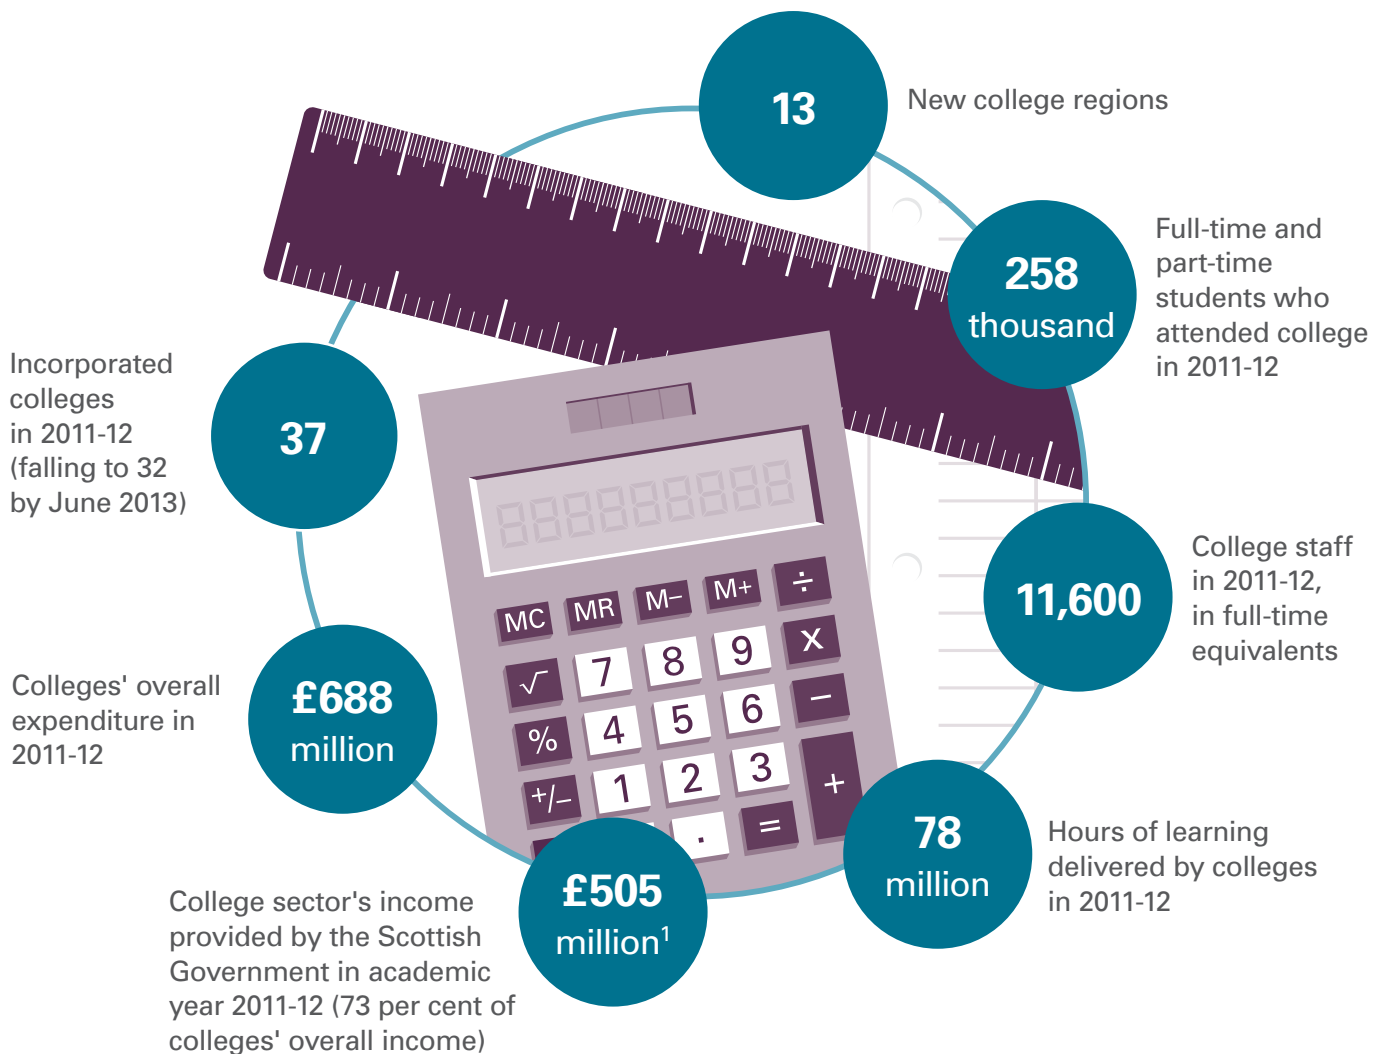 13
New college regions
258
thousand
Full-time and
part-time
students who
attended college
in 2011-12
11,600
College staff
in 2011-12,
in full-time
equivalents
78
million
Hours of learning
delivered by colleges
in 2011-12
£505
million¹
College sector's income
provided by the Scottish
Government in academic
year 2011-12 (73 per cent of
colleges' overall income)
£688
million
Colleges' overall
expenditure in
2011-12
37
Incorporated
colleges
in 2011-12
(falling to 32
by June 2013)
888888888
MC MR M– M+ ÷
√ 7 8 9 X
% 4 5 6 –
+/– 1 2 3 +
. =